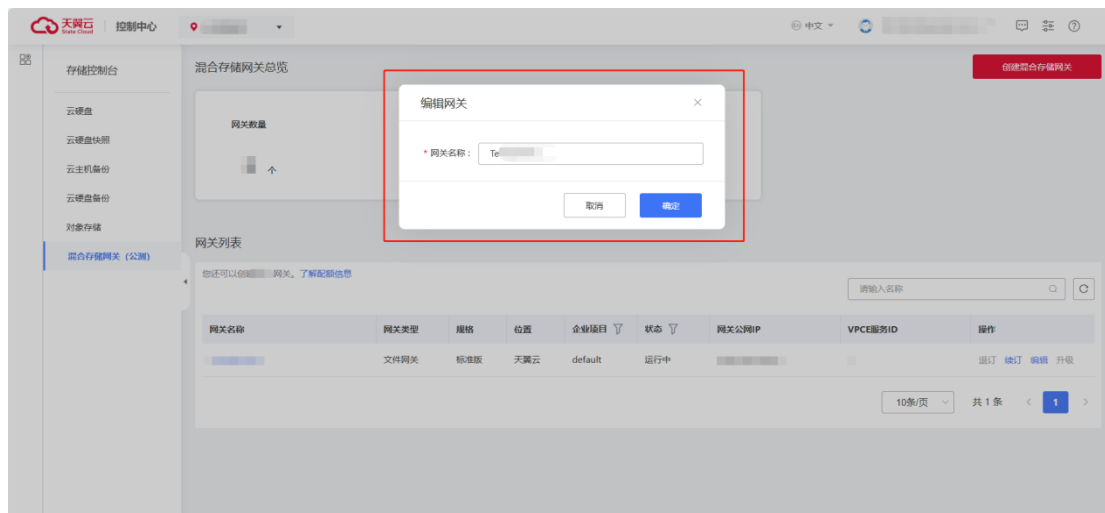 天翼云 控制中心 中文
State Cloud
存储控制台
云硬盘
云硬盘快照
云主机备份
云硬盘备份
对象存储
混合存储网关（公测）
混合存储网关总览 创建混合存储网关
网关数量
个
编辑网关
* 网关名称： Te
取消 确定
网关列表
您还可以创 网关。了解配额信息
请输入名称
网关名称 网关类型 规格 位置 企业项目 状态 网关公网IP VPCE服务ID 操作
文件网关 标准版 天翼云 default 运行中 退订 续订 编辑 升级
10条/页 共 1 条 < 1 >